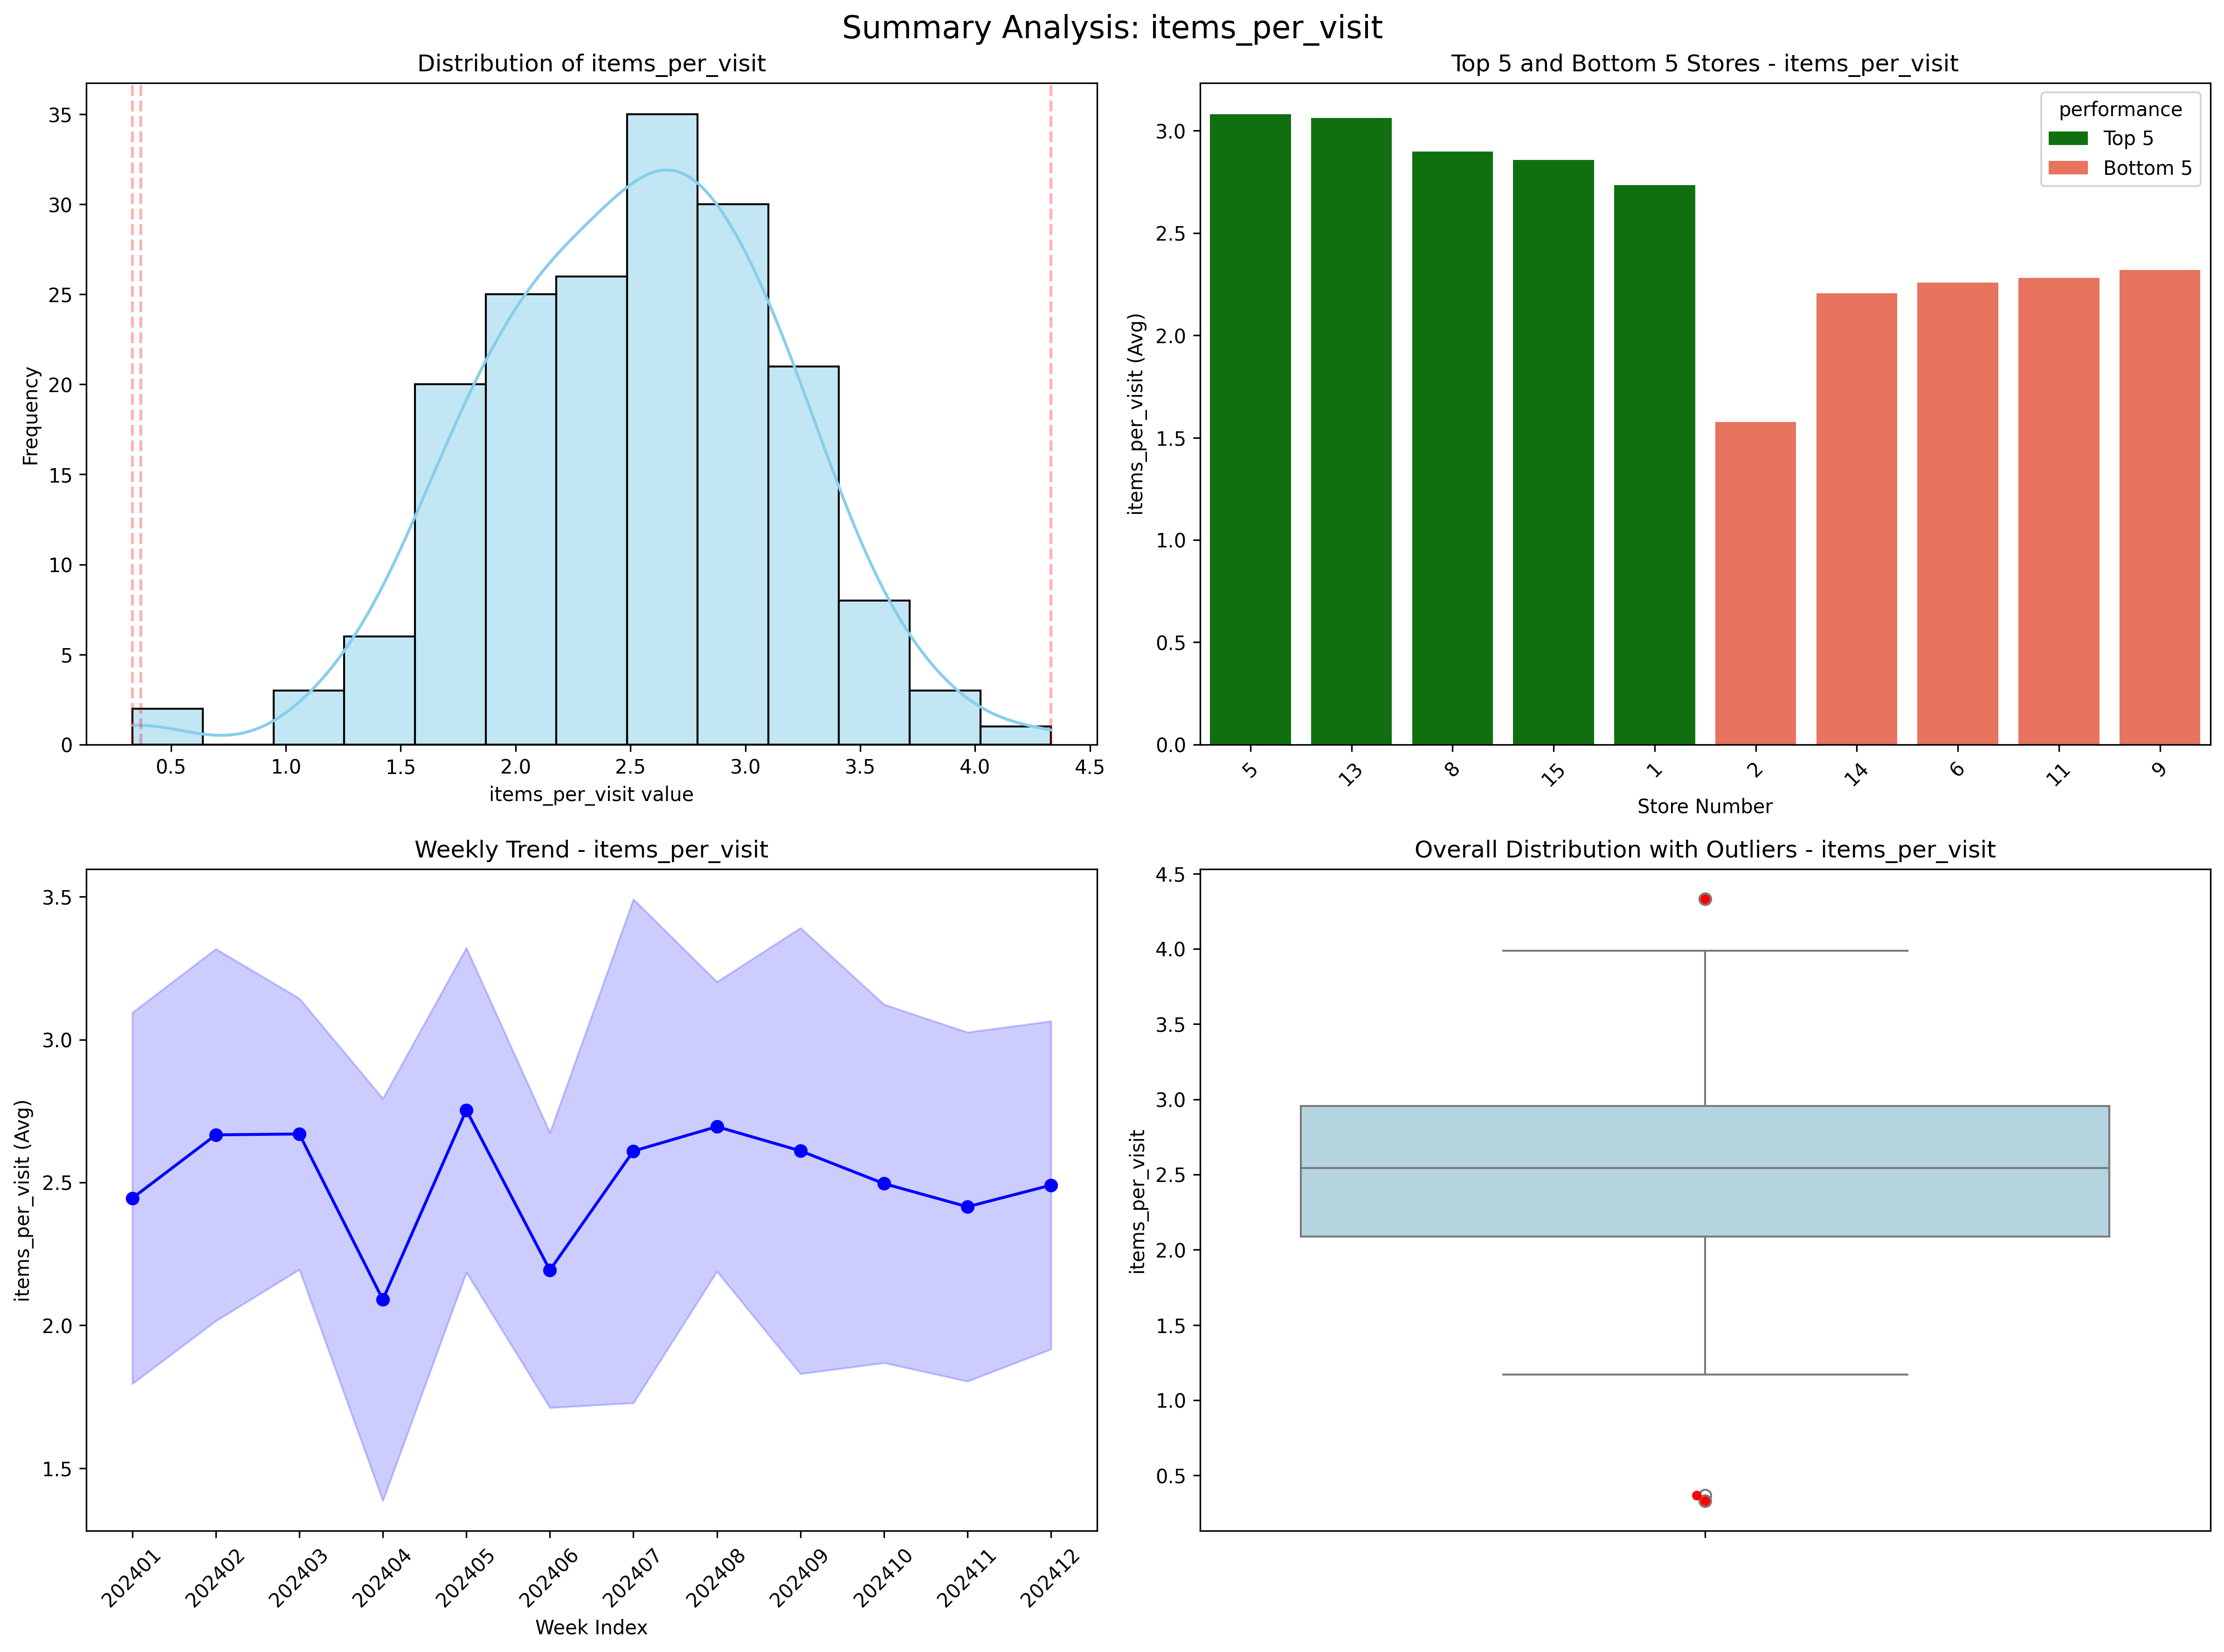 Summary Analysis: items_per_visit
Distribution of items_per_visit
Frequency
35
30
25
20
15
10
5
0
0.5 1.0 1.5 2.0 2.5 3.0 3.5 4.0 4.5
items_per_visit value
Top 5 and Bottom 5 Stores - items_per_visit
items_per_visit (Avg)
3.0
2.5
2.0
1.5
1.0
0.5
0.0
performance
Top 5
Bottom 5
5 13 8 15 1 2 14 6 11 9
Store Number
Weekly Trend - items_per_visit
items_per_visit (Avg)
3.5
3.0
2.5
2.0
1.5
202401 202402 202403 202404 202405 202406 202407 202408 202409 202410 202411 202412
Week Index
Overall Distribution with Outliers - items_per_visit
items_per_visit
4.5
4.0
3.5
3.0
2.5
2.0
1.5
1.0
0.5